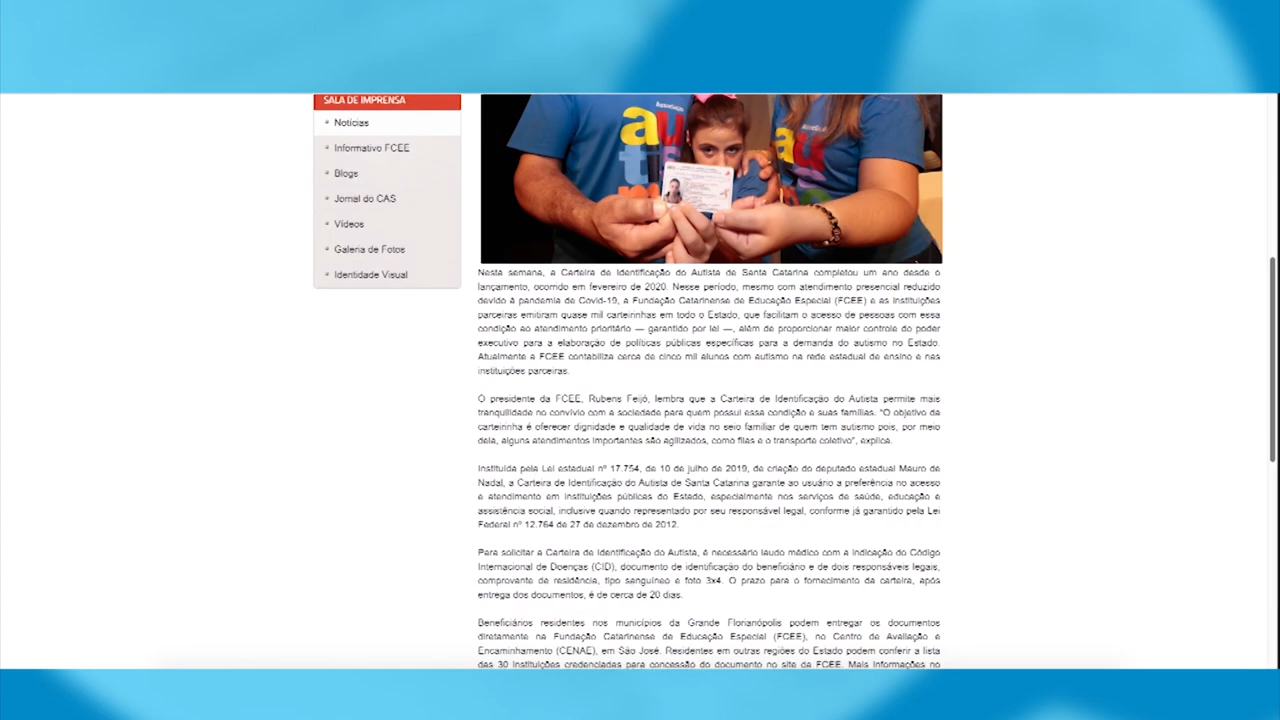 SALA DE IMPRENSA
Notícias
Informativo FCEE
Blogs
Jornal do CAS
Vídeos
Galeria de Fotos
Identidade Visual
au
Nesta semana, a Carteira de Identificação do Autista de Santa Catarina completou um ano desde o
lançamento, ocorrido em fevereiro de 2020. Nesse período, mesmo com atendimento presencial reduzido
devido à pandemia de Covid-19, a Fundação Catarinense de Educação Especial (FCEE) e as instituições
parceiras emitiram quase mil carteirinhas em todo o Estado, que facilitam o acesso de pessoas com essa
condição ao atendimento prioritário — garantido por lei —, além de proporcionar maior controle do poder
executivo para a elaboração de políticas públicas específicas para a demanda do autismo no Estado.
Atualmente a FCEE contabiliza cerca de cinco mil alunos com autismo na rede estadual de ensino e nas
instituições parceiras.
O presidente da FCEE, Rubens Feijó, lembra que a Carteira de Identificação do Autista permite mais
tranquilidade no convívio com a sociedade para quem possui essa condição e suas famílias. "O objetivo da
carteirinha é oferecer dignidade e qualidade de vida no seio familiar de quem tem autismo pois, por meio
dela, alguns atendimentos importantes são agilizados, como filas e o transporte coletivo", explica.
Instituída pela Lei estadual nº 17.754, de 10 de julho de 2019, de criação do deputado estadual Mauro de
Nadal, a Carteira de Identificação do Autista de Santa Catarina garante ao usuário a preferência no acesso
e atendimento em instituições públicas do Estado, especialmente nos serviços de saúde, educação e
assistência social, inclusive quando representado por seu responsável legal, conforme já garantido pela Lei
Federal nº 12.764 de 27 de dezembro de 2012.
Para solicitar a Carteira de Identificação do Autista, é necessário laudo médico com a indicação do Código
Internacional de Doenças (CID), documento de identificação do beneficiário e de dois responsáveis legais,
comprovante de residência, tipo sanguíneo e foto 3x4. O prazo para o fornecimento da carteira, após
entrega dos documentos, é de cerca de 20 dias.
Beneficiários residentes nos municípios da Grande Florianópolis podem entregar os documentos
diretamente na Fundação Catarinense de Educação Especial (FCEE), no Centro de Avaliação e
Encaminhamento (CENAE), em São José. Residentes em outras regiões do Estado podem conferir a lista
das 30 instituições credenciadas para concessão do documento no site da FCEE. Mais informações no